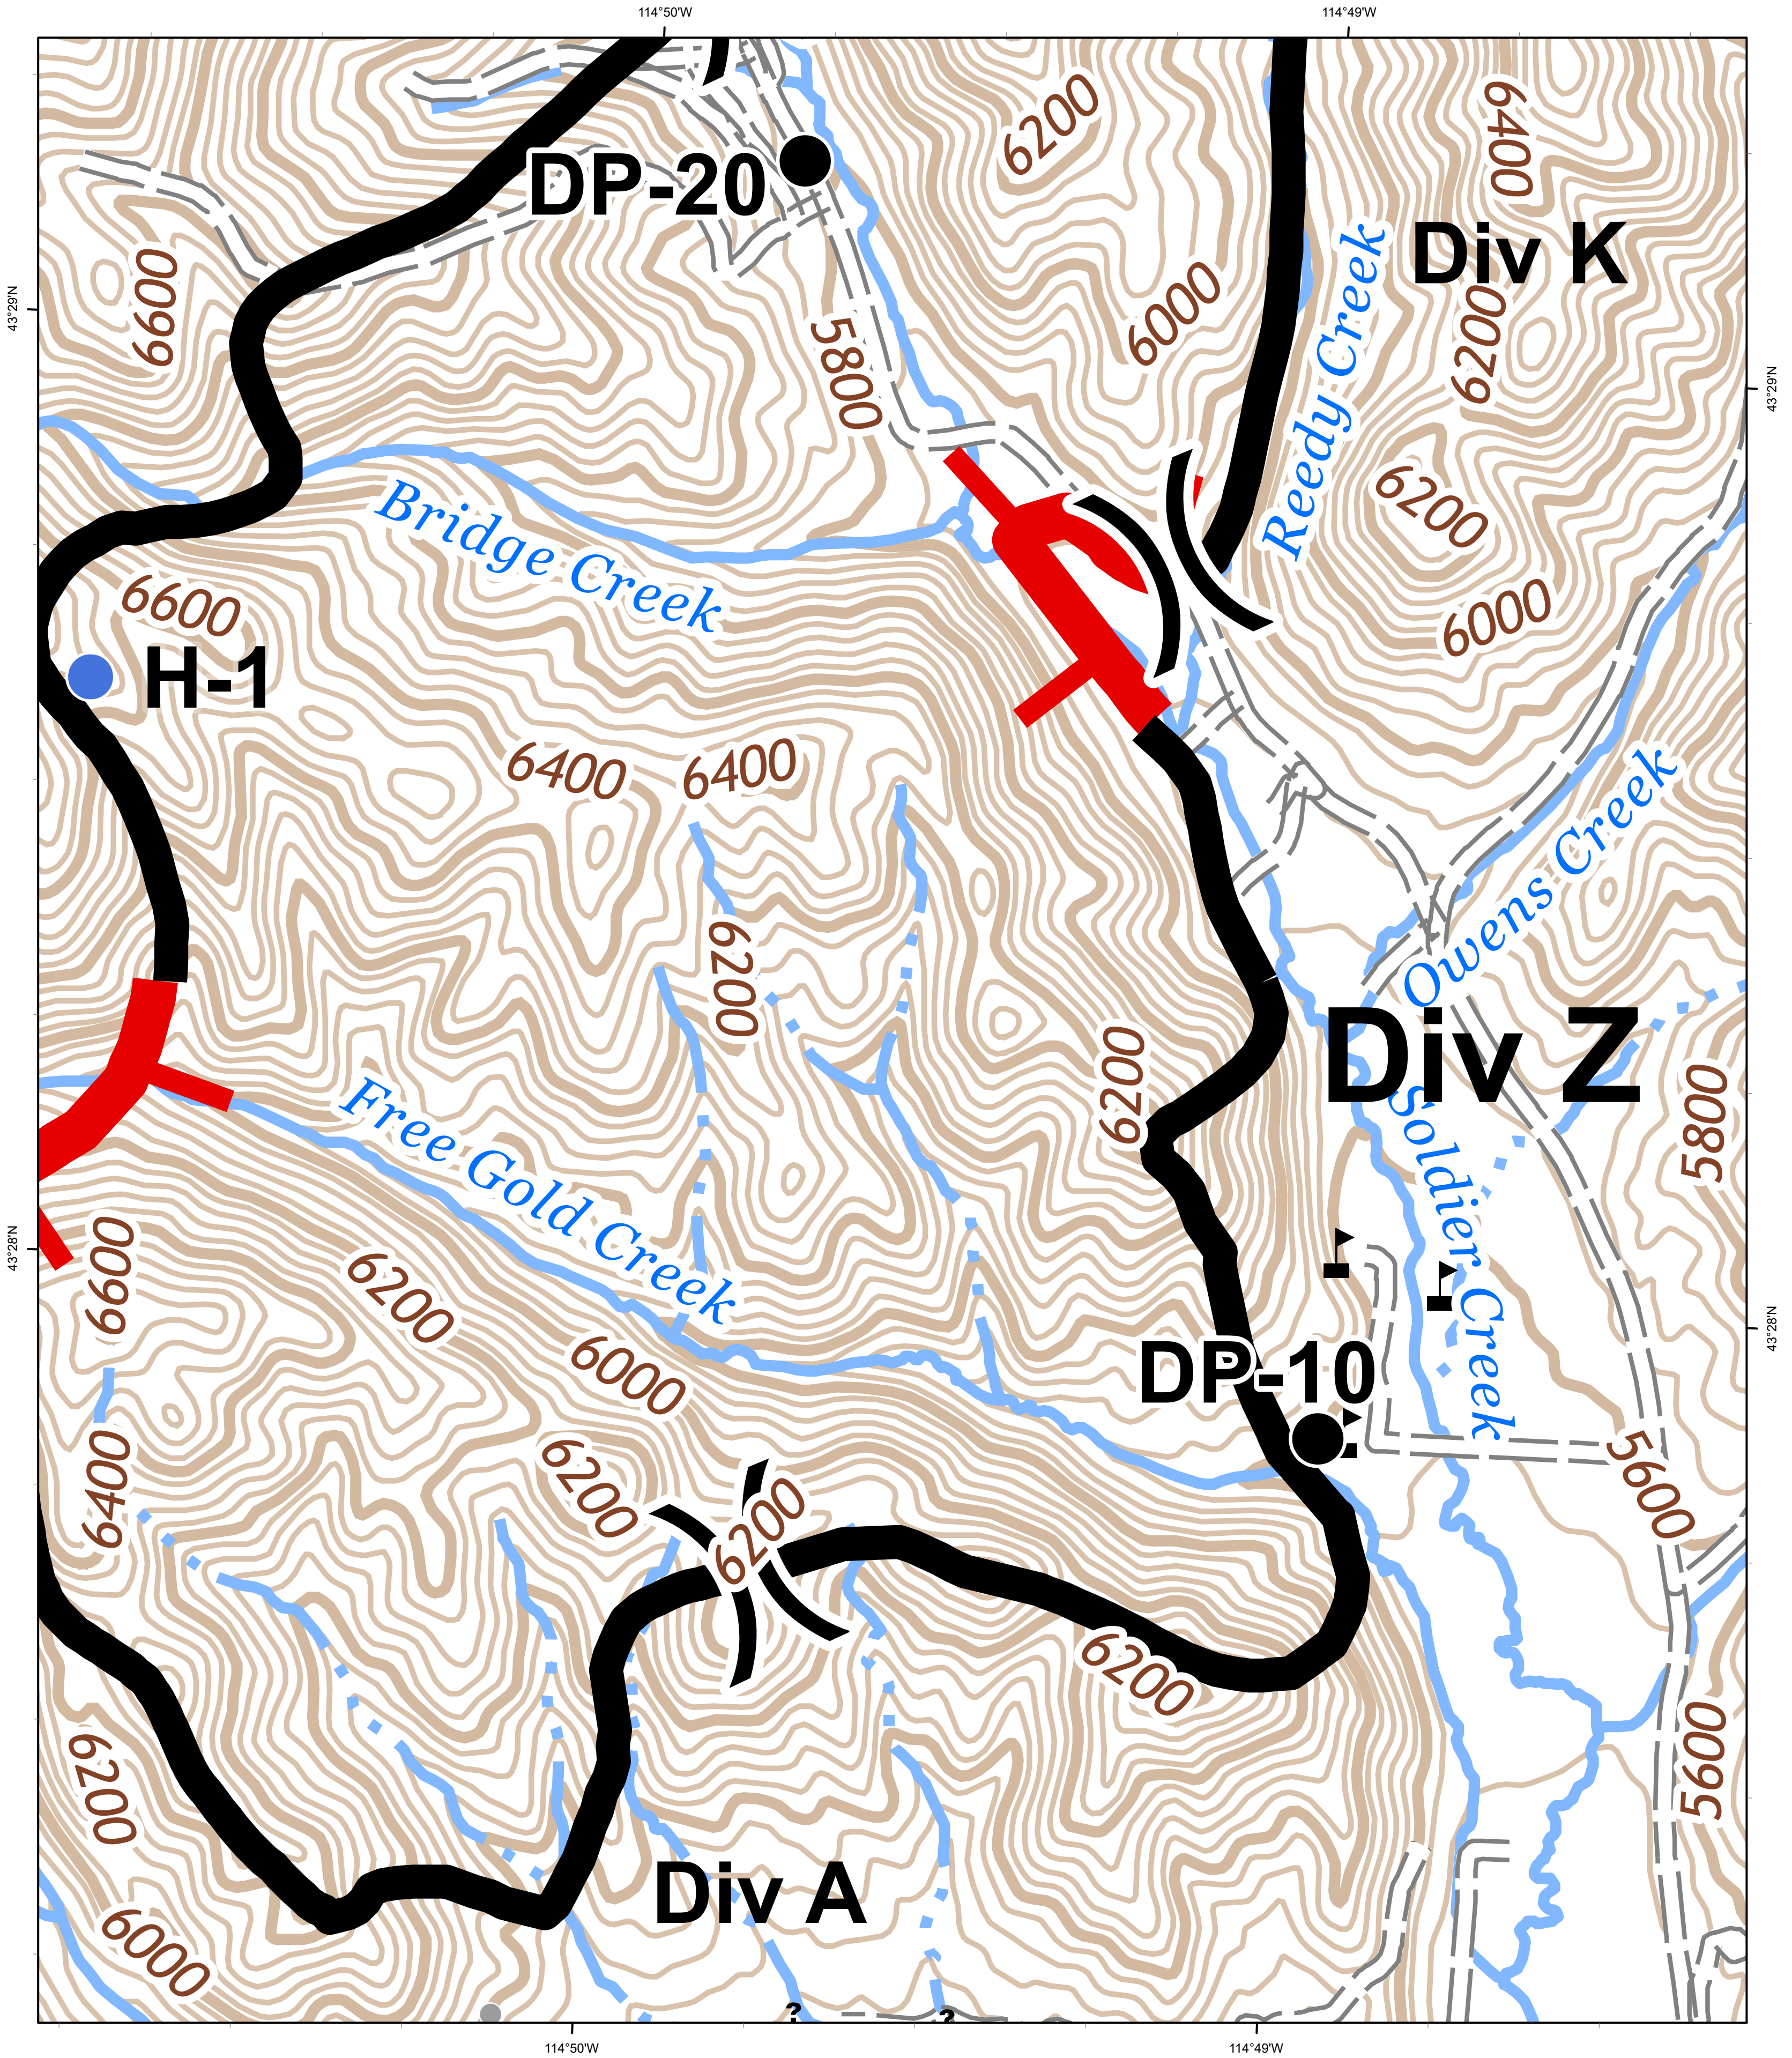 114°50'W
114°49'W
6200
6400
DP-20
Div K
Reedy Creek
6600
6000
6200
43°29'N
5800
43°29'N
Bridge Creek
6200
6600
6000
H-1
6400
6400
Owens Creek
6200
Div Z
6200
5800
Free Gold Creek
Soldier Creek
43°28'N
6600
6200
43°28'N
6000
DP-10
6400
6200
6200
5600
6200
6200
5600
Div A
6000
?
?
114°50'W
114°49'W